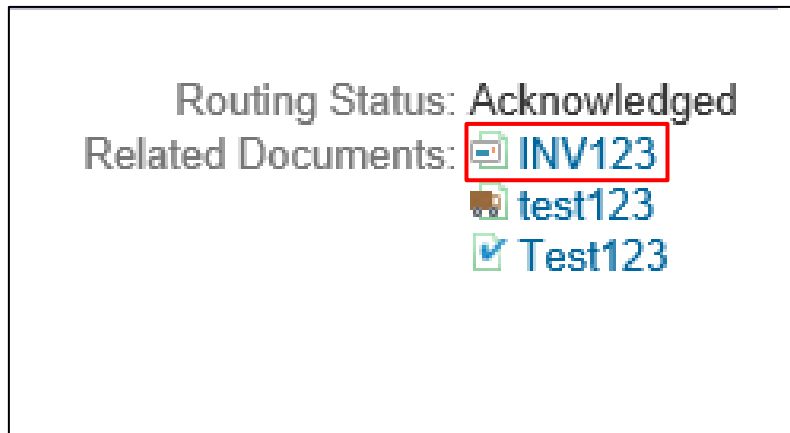 Routing Status: Acknowledged
Related Documents: INV123
test123
Test123